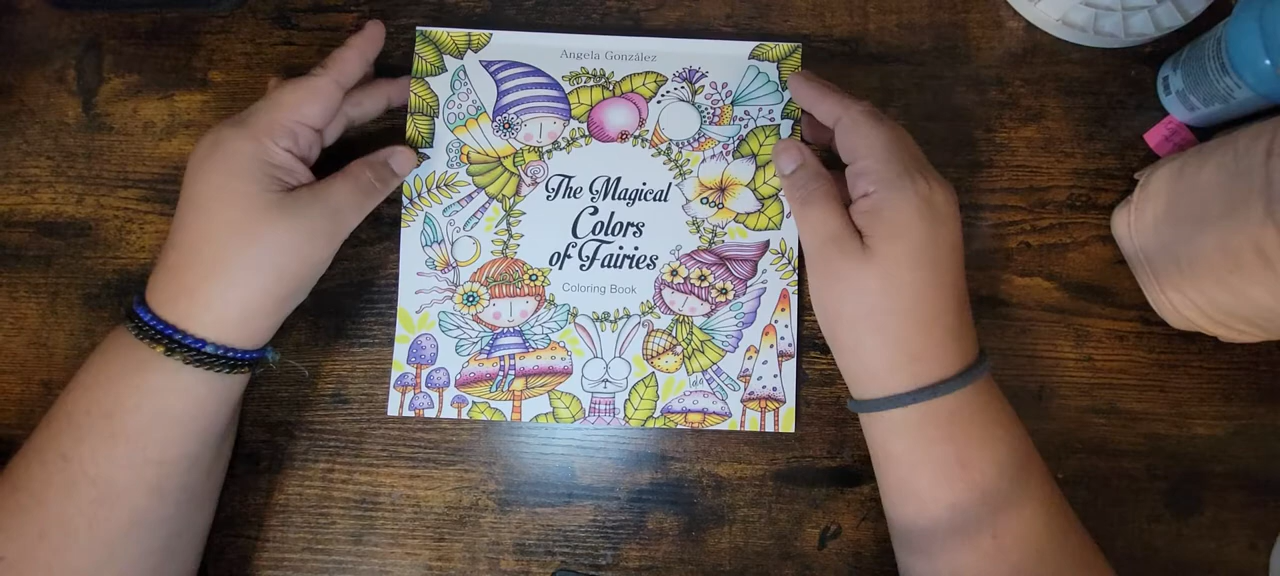 Angela González
The Magical
Colors
of Fairies
Coloring Book